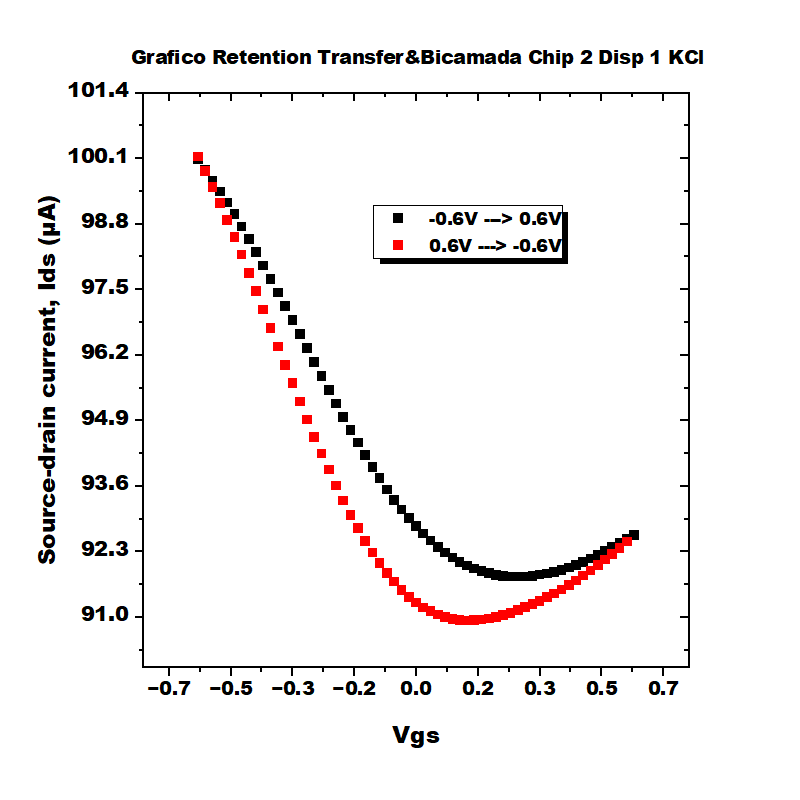 Grafico Retention Transfer&Bicamada Chip 2 Disp 1 KCl
101.4
100.1
98.8
97.5
96.2
94.9
93.6
92.3
91.0
Source-drain current, Ids (µA)
-0.6V ---> 0.6V
0.6V ---> -0.6V
−0.7 −0.5 −0.3 −0.2 0.0 0.2 0.3 0.5 0.7
Vgs